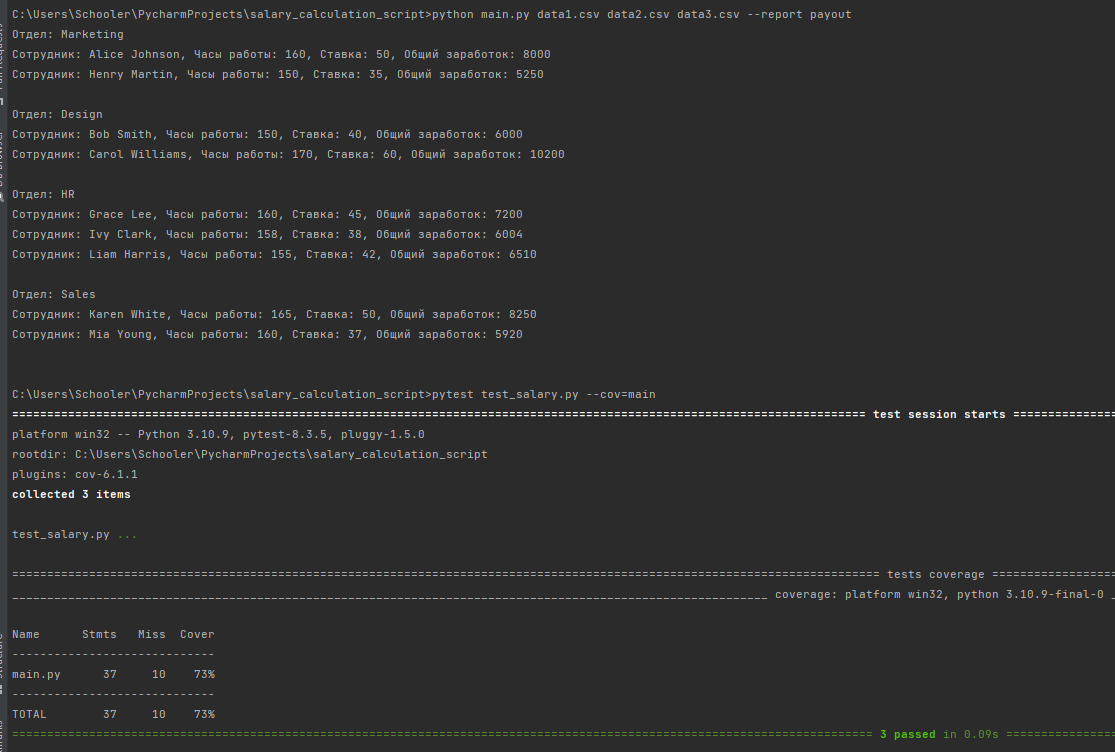 C:\Users\Schooler\PycharmProjects\salary_calculation_script>python main.py data1.csv data2.csv data3.csv --report payout
Отдел: Marketing
Сотрудник: Alice Johnson, Часы работы: 160, Ставка: 50, Общий заработок: 8000
Сотрудник: Henry Martin, Часы работы: 150, Ставка: 35, Общий заработок: 5250
Отдел: Design
Сотрудник: Bob Smith, Часы работы: 150, Ставка: 40, Общий заработок: 6000
Сотрудник: Carol Williams, Часы работы: 170, Ставка: 60, Общий заработок: 10200
Отдел: HR
Сотрудник: Grace Lee, Часы работы: 160, Ставка: 45, Общий заработок: 7200
Сотрудник: Ivy Clark, Часы работы: 158, Ставка: 38, Общий заработок: 6004
Сотрудник: Liam Harris, Часы работы: 155, Ставка: 42, Общий заработок: 6510
Отдел: Sales
Сотрудник: Karen White, Часы работы: 165, Ставка: 50, Общий заработок: 8250
Сотрудник: Mia Young, Часы работы: 160, Ставка: 37, Общий заработок: 5920
C:\Users\Schooler\PycharmProjects\salary_calculation_script>pytest test_salary.py --cov=main
test session starts
platform win32 -- Python 3.10.9, pytest-8.3.5, pluggy-1.5.0
rootdir: C:\Users\Schooler\PycharmProjects\salary_calculation_script
plugins: cov-6.1.1
collected 3 items
test_salary.py ...
tests coverage
coverage: platform win32, python 3.10.9-final-0
Name Stmts Miss Cover
-----------------------------
main.py 37 10 73%
-----------------------------
TOTAL 37 10 73%
3 passed in 0.09s